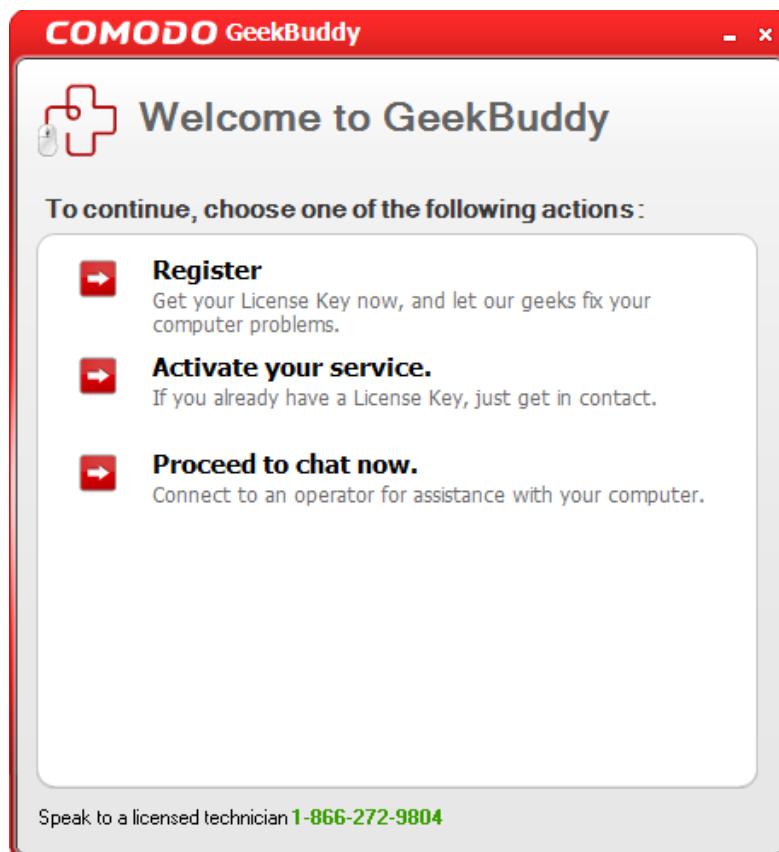 COMODO GeekBuddy
Welcome to GeekBuddy
To continue, choose one of the following actions:
Register
Get your License Key now, and let our geeks fix your
computer problems.
Activate your service.
If you already have a License Key, just get in contact.
Proceed to chat now.
Connect to an operator for assistance with your computer.
Speak to a licensed technician 1-866-272-9804